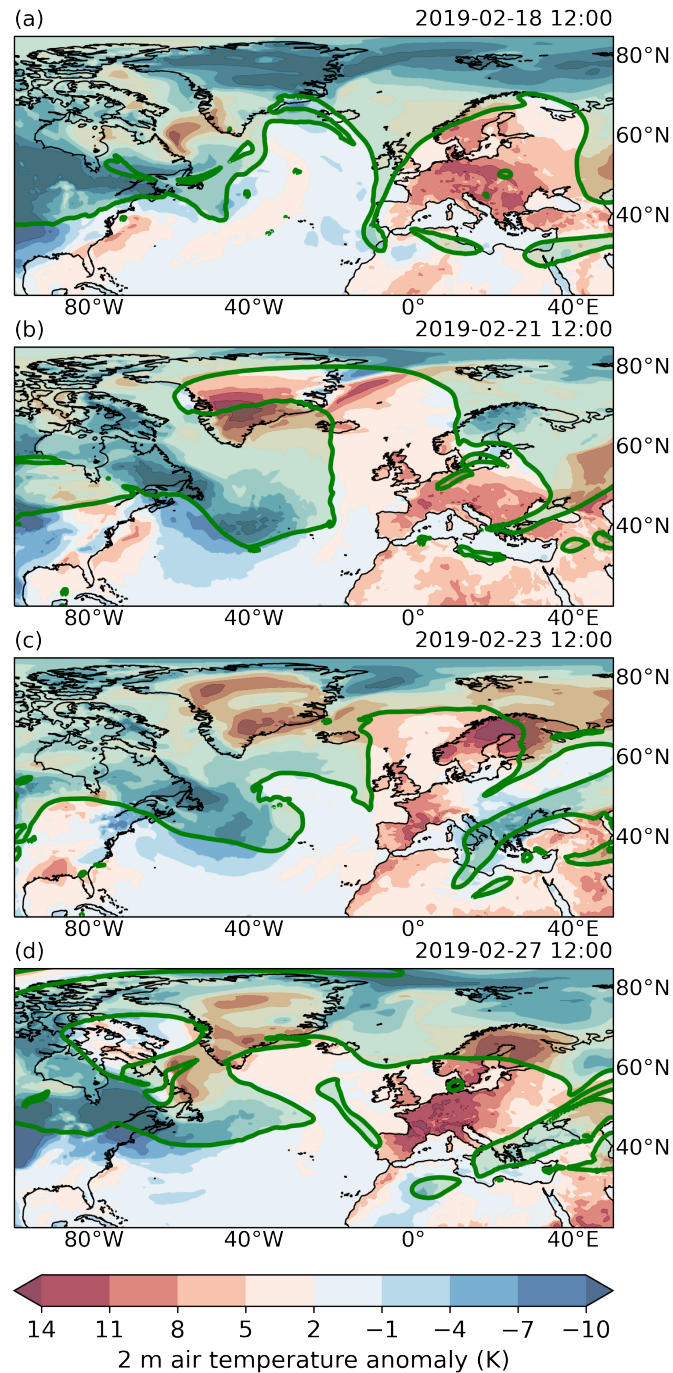 (a) 2019-02-18 12:00
80°N
60°N
40°N
80°W 40°W 0° 40°E
(b) 2019-02-21 12:00
80°N
60°N
40°N
80°W 40°W 0° 40°E
(c) 2019-02-23 12:00
80°N
60°N
40°N
80°W 40°W 0° 40°E
(d) 2019-02-27 12:00
80°N
60°N
40°N
80°W 40°W 0° 40°E
14 11 8 5 2 −1 −4 −7 −10
2 m air temperature anomaly (K)